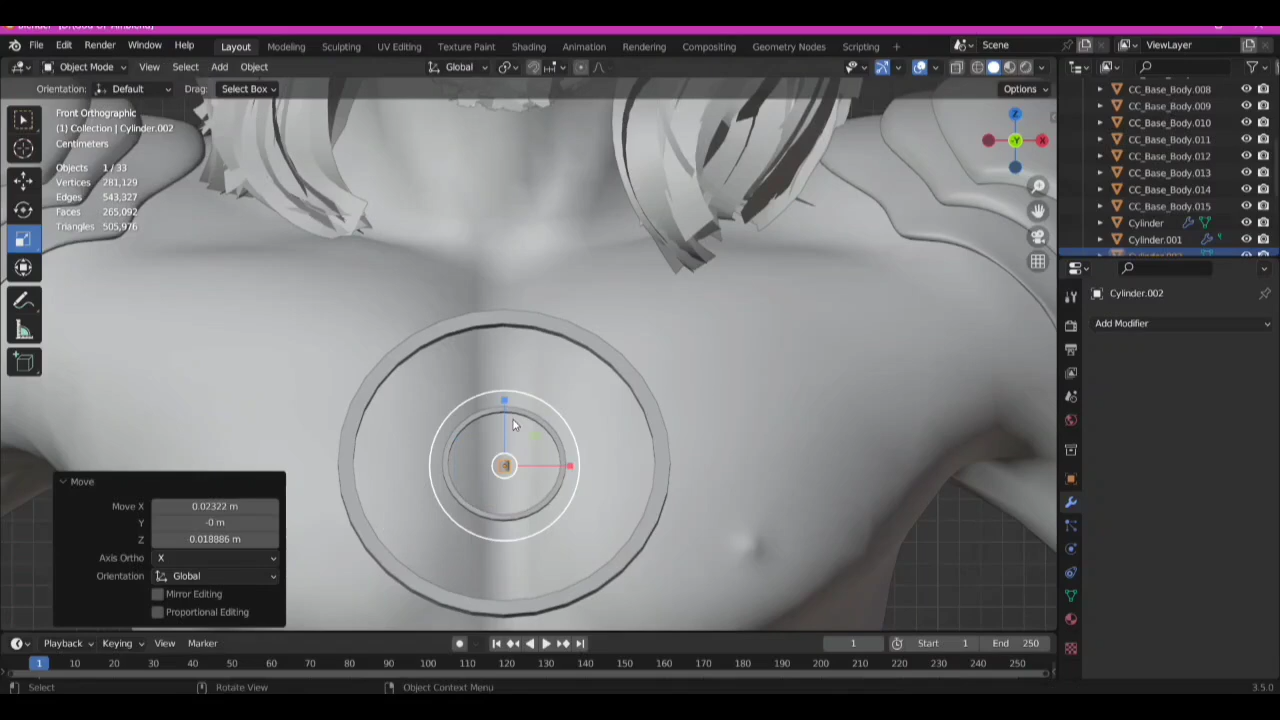 File Edit Render Window Help Layout Modeling Sculpting UV Editing Texture Paint Shading Animation Rendering Compositing Geometry Nodes Scripting + Scene ViewLayer
Object Mode View Select Add Object Global
Orientation: Default Drag: Select Box Options
Front Orthographic
(1) Collection | Cylinder.002
Centimeters
Objects 1 / 33
Vertices 281,129
Edges 543,327
Faces 265,092
Triangles 505,976
Z
-Y
X
CC_Base_Body.008
CC_Base_Body.009
CC_Base_Body.010
CC_Base_Body.011
CC_Base_Body.012
CC_Base_Body.013
CC_Base_Body.014
CC_Base_Body.015
Cylinder
Cylinder.001
Cylinder.002
Add Modifier
Move
Move X 0.02322 m
Y -0 m
Z 0.018886 m
Axis Ortho X
Orientation Global
Mirror Editing
Proportional Editing
Playback Keying View Marker 1 Start 1 End 250
1 10 20 30 40 50 60 70 80 90 100 110 120 130 140 150 160 170 180 190 200 210 220 230 240 250
Select Rotate View Object Context Menu 3.5.0